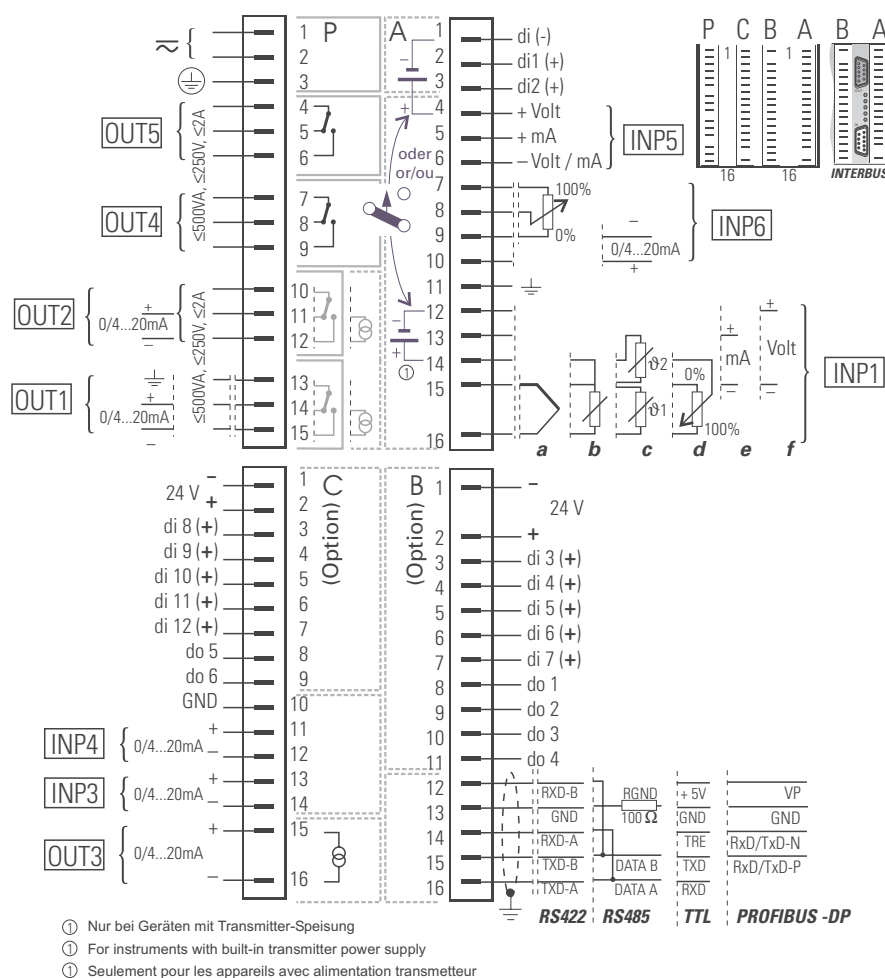 P C B A B A
1 1
16 16
INTERBUS
P A
1
2
3
OUT5
≤500VA, ≤250V, ≤2A
4
5
6
OUT4
7
8
9
OUT2
0/4...20mA
+
–
≤500VA, ≤250V, ≤2A
10
11
12
OUT1
0/4...20mA
+
–
13
14
15
–
+
oder
or/ou
–
+
①
1 di (-)
2 di1 (+)
3 di2 (+)
4 + Volt
5 + mA
6 – Volt / mA
INP5
7 100%
8
9 0%
10
–
0/4...20mA
+
INP6
11
12
13
14
15
16
ϑ2
ϑ1
0%
100%
+
mA
–
+
Volt
–
INP1
a b c d e f
C (Option)
24 V – 1
+ 2
di 8 (+) 3
di 9 (+) 4
di 10 (+) 5
di 11 (+) 6
di 12 (+) 7
do 5 8
do 6 9
GND 10
INP4 0/4...20mA + 11
– 12
INP3 0/4...20mA + 13
– 14
OUT3 0/4...20mA + 15
– 16
B (Option)
1 –
24 V
2 +
3 di 3 (+)
4 di 4 (+)
5 di 5 (+)
6 di 6 (+)
7 di 7 (+)
8 do 1
9 do 2
10 do 3
11 do 4
12 RXD-B RGND + 5V VP
13 GND 100 Ω GND GND
14 RXD-A TRE RxD/TxD-N
15 TXD-B DATA B TXD RxD/TxD-P
16 TXD-A DATA A RXD
RS422 RS485 TTL PROFIBUS -DP
① Nur bei Geräten mit Transmitter-Speisung
① For instruments with built-in transmitter power supply
① Seulement pour les appareils avec alimentation transmetteur